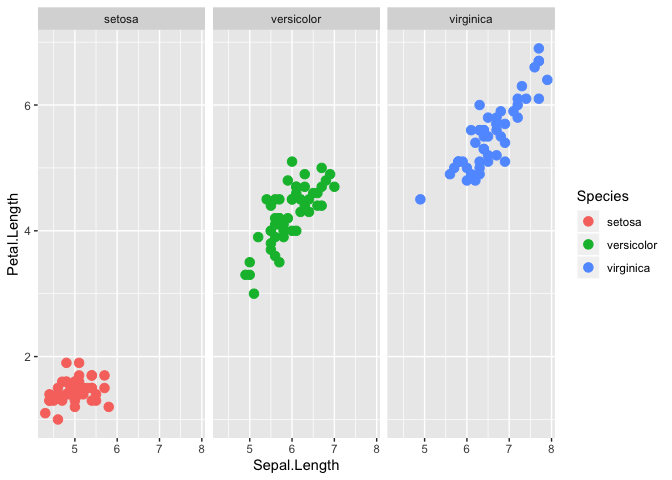 setosa versicolor virginica
6
4
2
5 6 7 8 5 6 7 8 5 6 7 8
Petal.Length
Sepal.Length
Species
setosa
versicolor
virginica